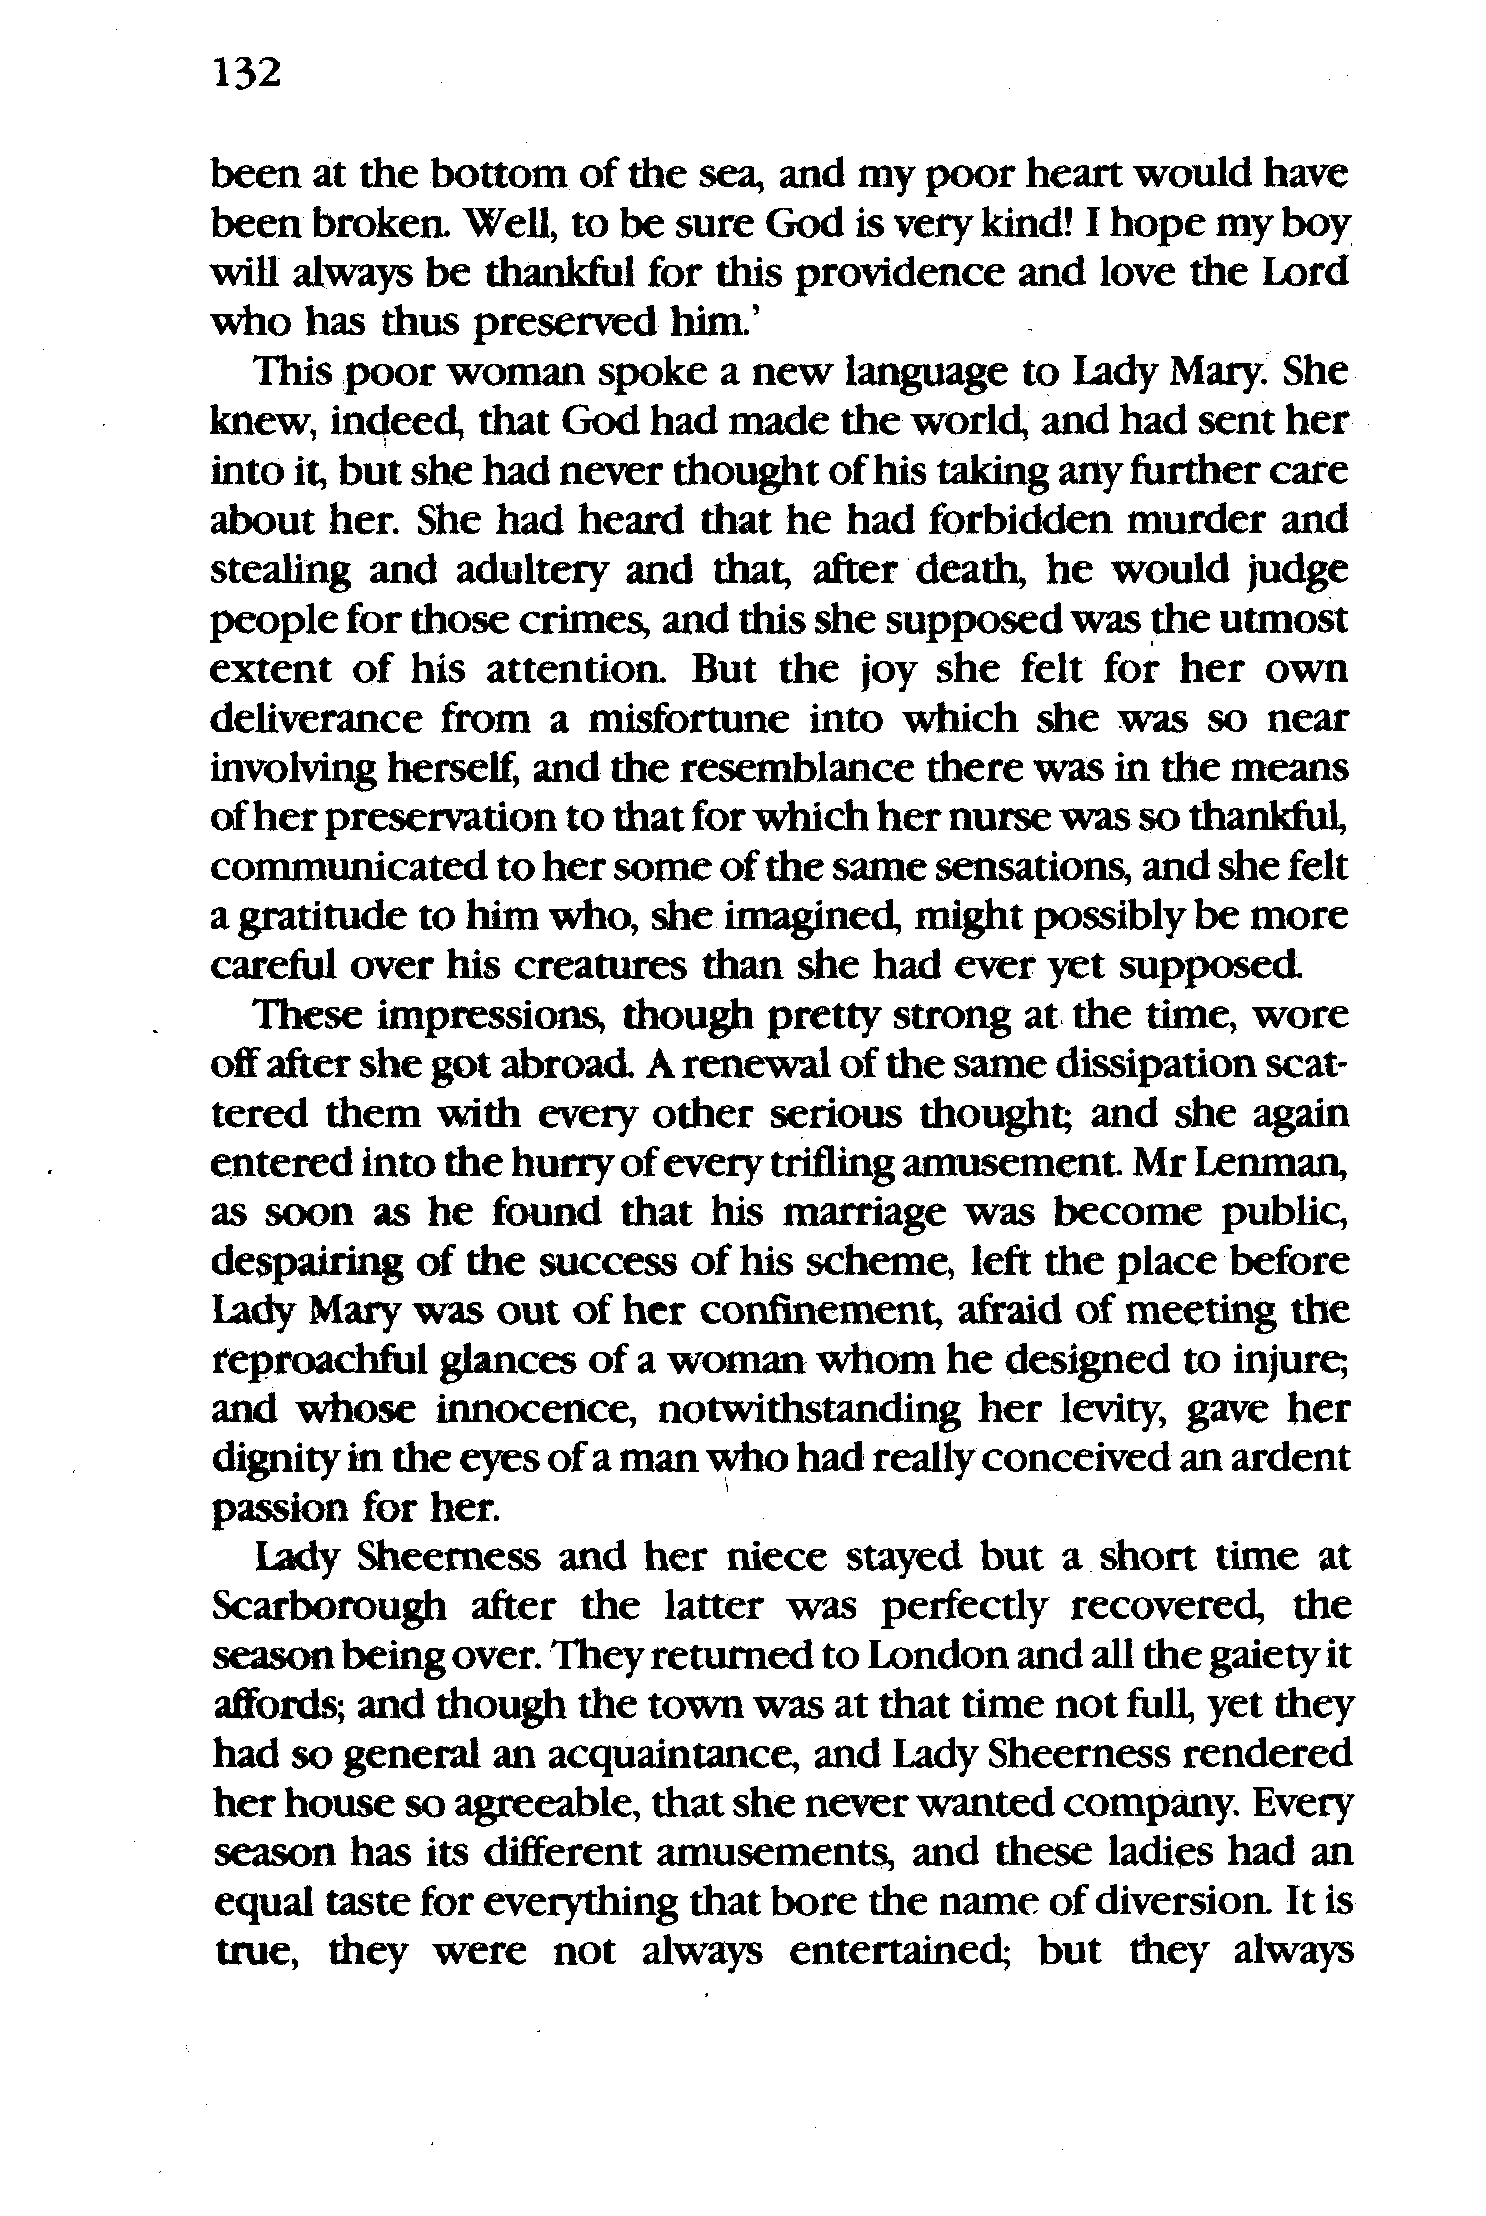 132
been at the bottom of the sea, and my poor heart would have
been broken. Well, to be sure God is very kind! I hope my boy
will always be thankful for this providence and love the Lord
who has thus preserved him.’
This poor woman spoke a new language to Lady Mary. She
knew, indeed, that God had made the world, and had sent her
into it, but she had never thought of his taking any further care
about her. She had heard that he had forbidden murder and
stealing and adultery and that, after death, he would judge
people for those crimes, and this she supposed was the utmost
extent of his attention. But the joy she felt for her own
deliverance from a misfortune into which she was so near
involving herself, and the resemblance there was in the means
of her preservation to that for which her nurse was so thankful,
communicated to her some of the same sensations, and she felt
a gratitude to him who, she imagined, might possibly be more
careful over his creatures than she had ever yet supposed.
These impressions, though pretty strong at the time, wore
off after she got abroad. A renewal of the same dissipation scat-
tered them with every other serious thought; and she again
entered into the hurry of every trifling amusement. Mr Lenman,
as soon as he found that his marriage was become public,
despairing of the success of his scheme, left the place before
Lady Mary was out of her confinement, afraid of meeting the
reproachful glances of a woman whom he designed to injure;
and whose innocence, notwithstanding her levity, gave her
dignity in the eyes of a man who had really conceived an ardent
passion for her.
Lady Sheerness and her niece stayed but a short time at
Scarborough after the latter was perfectly recovered, the
season being over. They returned to London and all the gaiety it
affords; and though the town was at that time not full, yet they
had so general an acquaintance, and Lady Sheerness rendered
her house so agreeable, that she never wanted company. Every
season has its different amusements, and these ladies had an
equal taste for everything that bore the name of diversion. It is
true, they were not always entertained; but they always